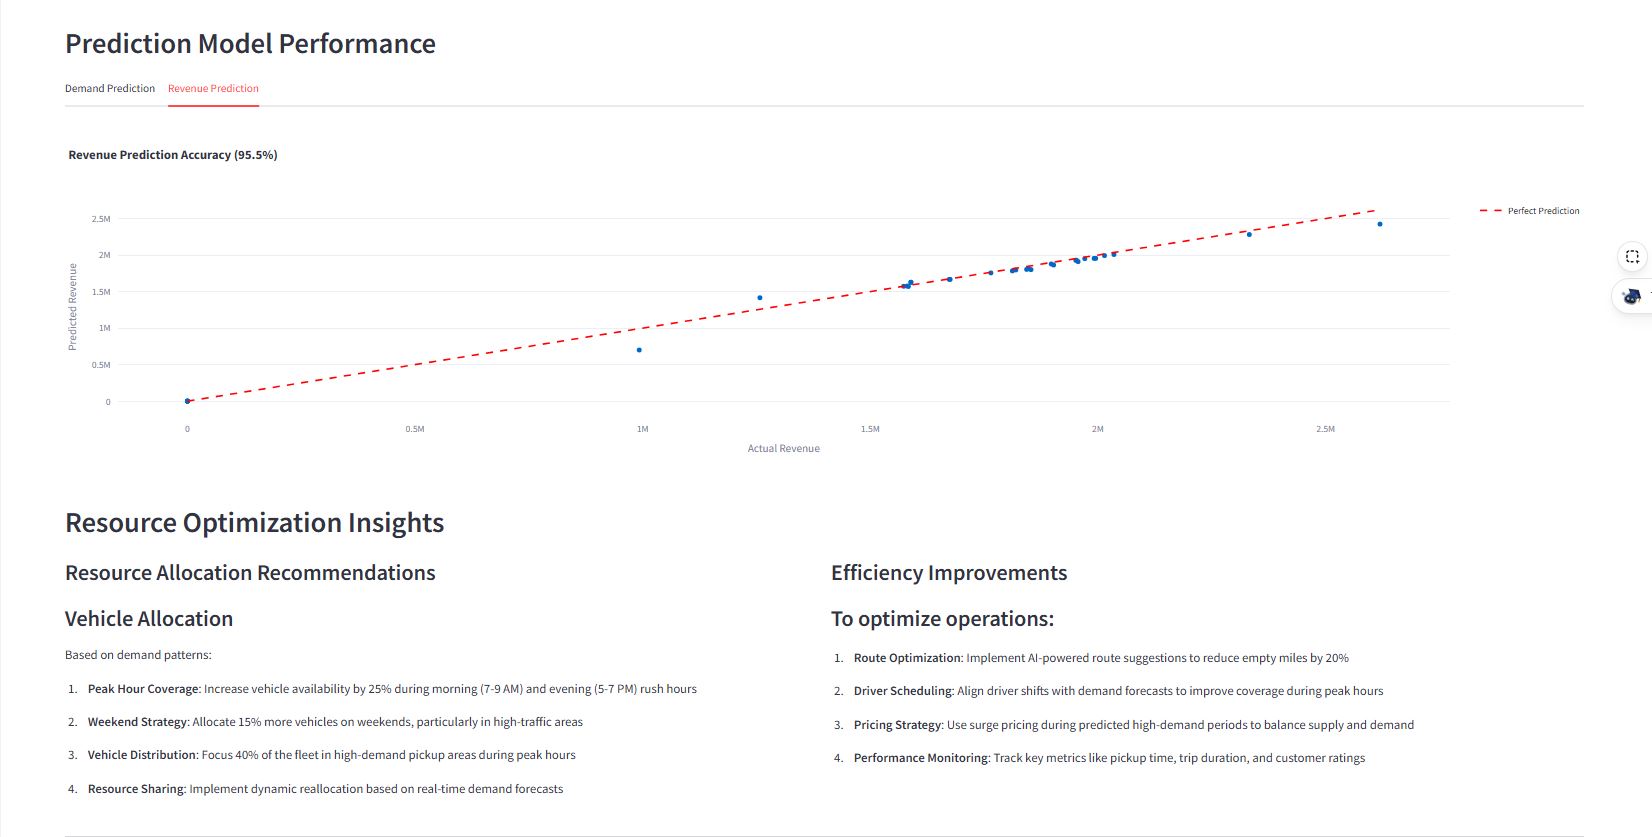 Prediction Model Performance
Demand Prediction
Revenue Prediction
Revenue Prediction Accuracy (95.5%)
Perfect Prediction
2.5M
2M
1.5M
1M
0.5M
0
Predicted Revenue
0
0.5M
1M
1.5M
2M
2.5M
Actual Revenue
Resource Optimization Insights
Resource Allocation Recommendations
Vehicle Allocation
Based on demand patterns:
1. Peak Hour Coverage: Increase vehicle availability by 25% during morning (7-9 AM) and evening (5-7 PM) rush hours
2. Weekend Strategy: Allocate 15% more vehicles on weekends, particularly in high-traffic areas
3. Vehicle Distribution: Focus 40% of the fleet in high-demand pickup areas during peak hours
4. Resource Sharing: Implement dynamic reallocation based on real-time demand forecasts
Efficiency Improvements
To optimize operations:
1. Route Optimization: Implement AI-powered route suggestions to reduce empty miles by 20%
2. Driver Scheduling: Align driver shifts with demand forecasts to improve coverage during peak hours
3. Pricing Strategy: Use surge pricing during predicted high-demand periods to balance supply and demand
4. Performance Monitoring: Track key metrics like pickup time, trip duration, and customer ratings